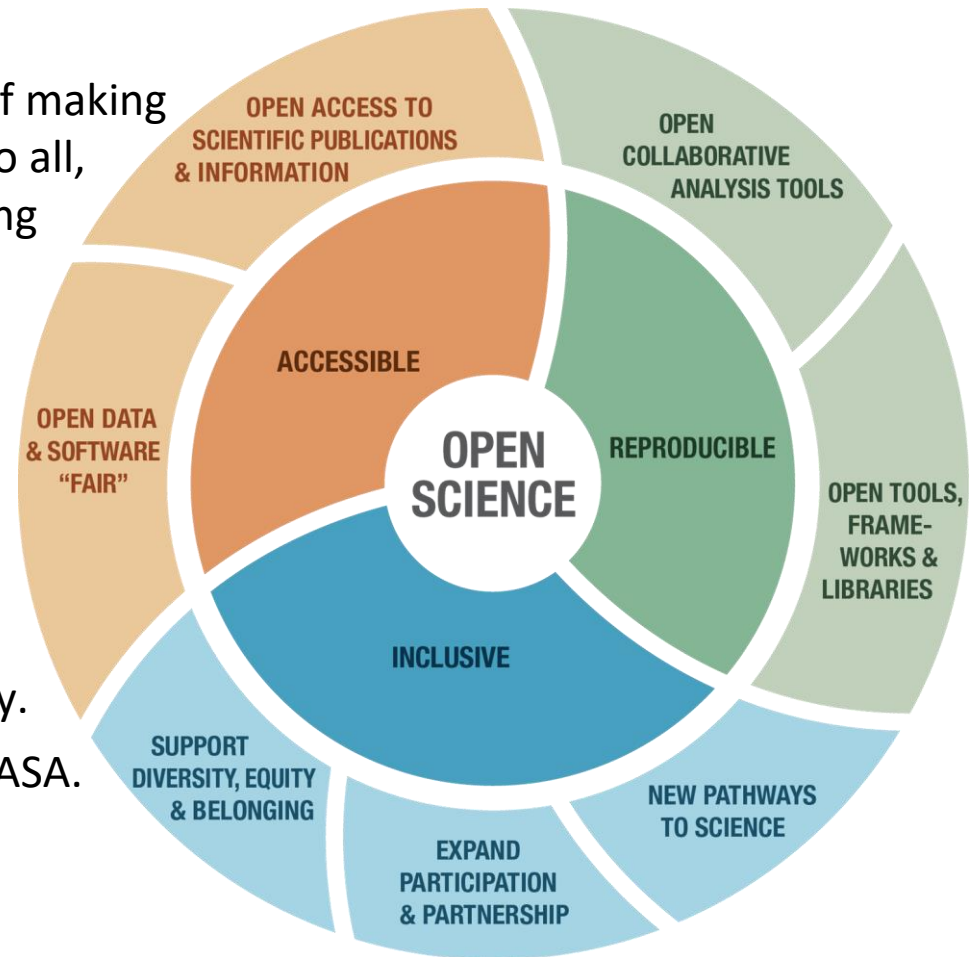 f making
o all,
ng
y.
ASA.
OPEN ACCESS TO
SCIENTIFIC PUBLICATIONS
& INFORMATION
OPEN
COLLABORATIVE
ANALYSIS TOOLS
ACCESSIBLE
OPEN DATA
& SOFTWARE
“FAIR”
OPEN
SCIENCE
REPRODUCIBLE
OPEN TOOLS,
FRAME-
WORKS &
LIBRARIES
INCLUSIVE
SUPPORT
DIVERSITY, EQUITY
& BELONGING
EXPAND
PARTICIPATION
& PARTNERSHIP
NEW PATHWAYS
TO SCIENCE